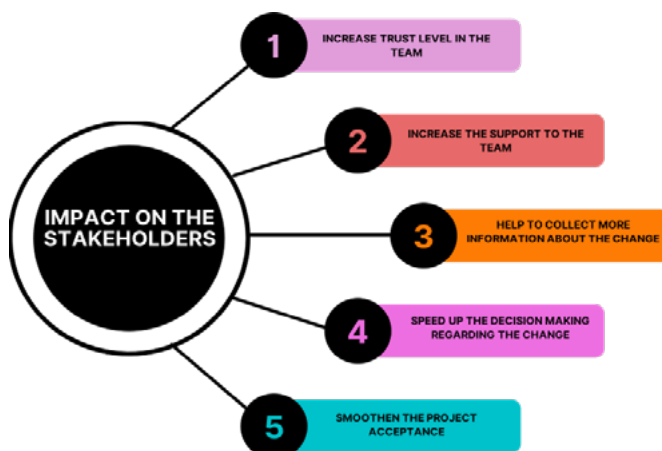 1
INCREASE TRUST LEVEL IN THE
TEAM
2
INCREASE THE SUPPORT TO THE
TEAM
IMPACT ON THE
STAKEHOLDERS
3
HELP TO COLLECT MORE
INFORMATION ABOUT THE CHANGE
4
SPEED UP THE DECISION MAKING
REGARDING THE CHANGE
5
SMOOTHEN THE PROJECT
ACCEPTANCE